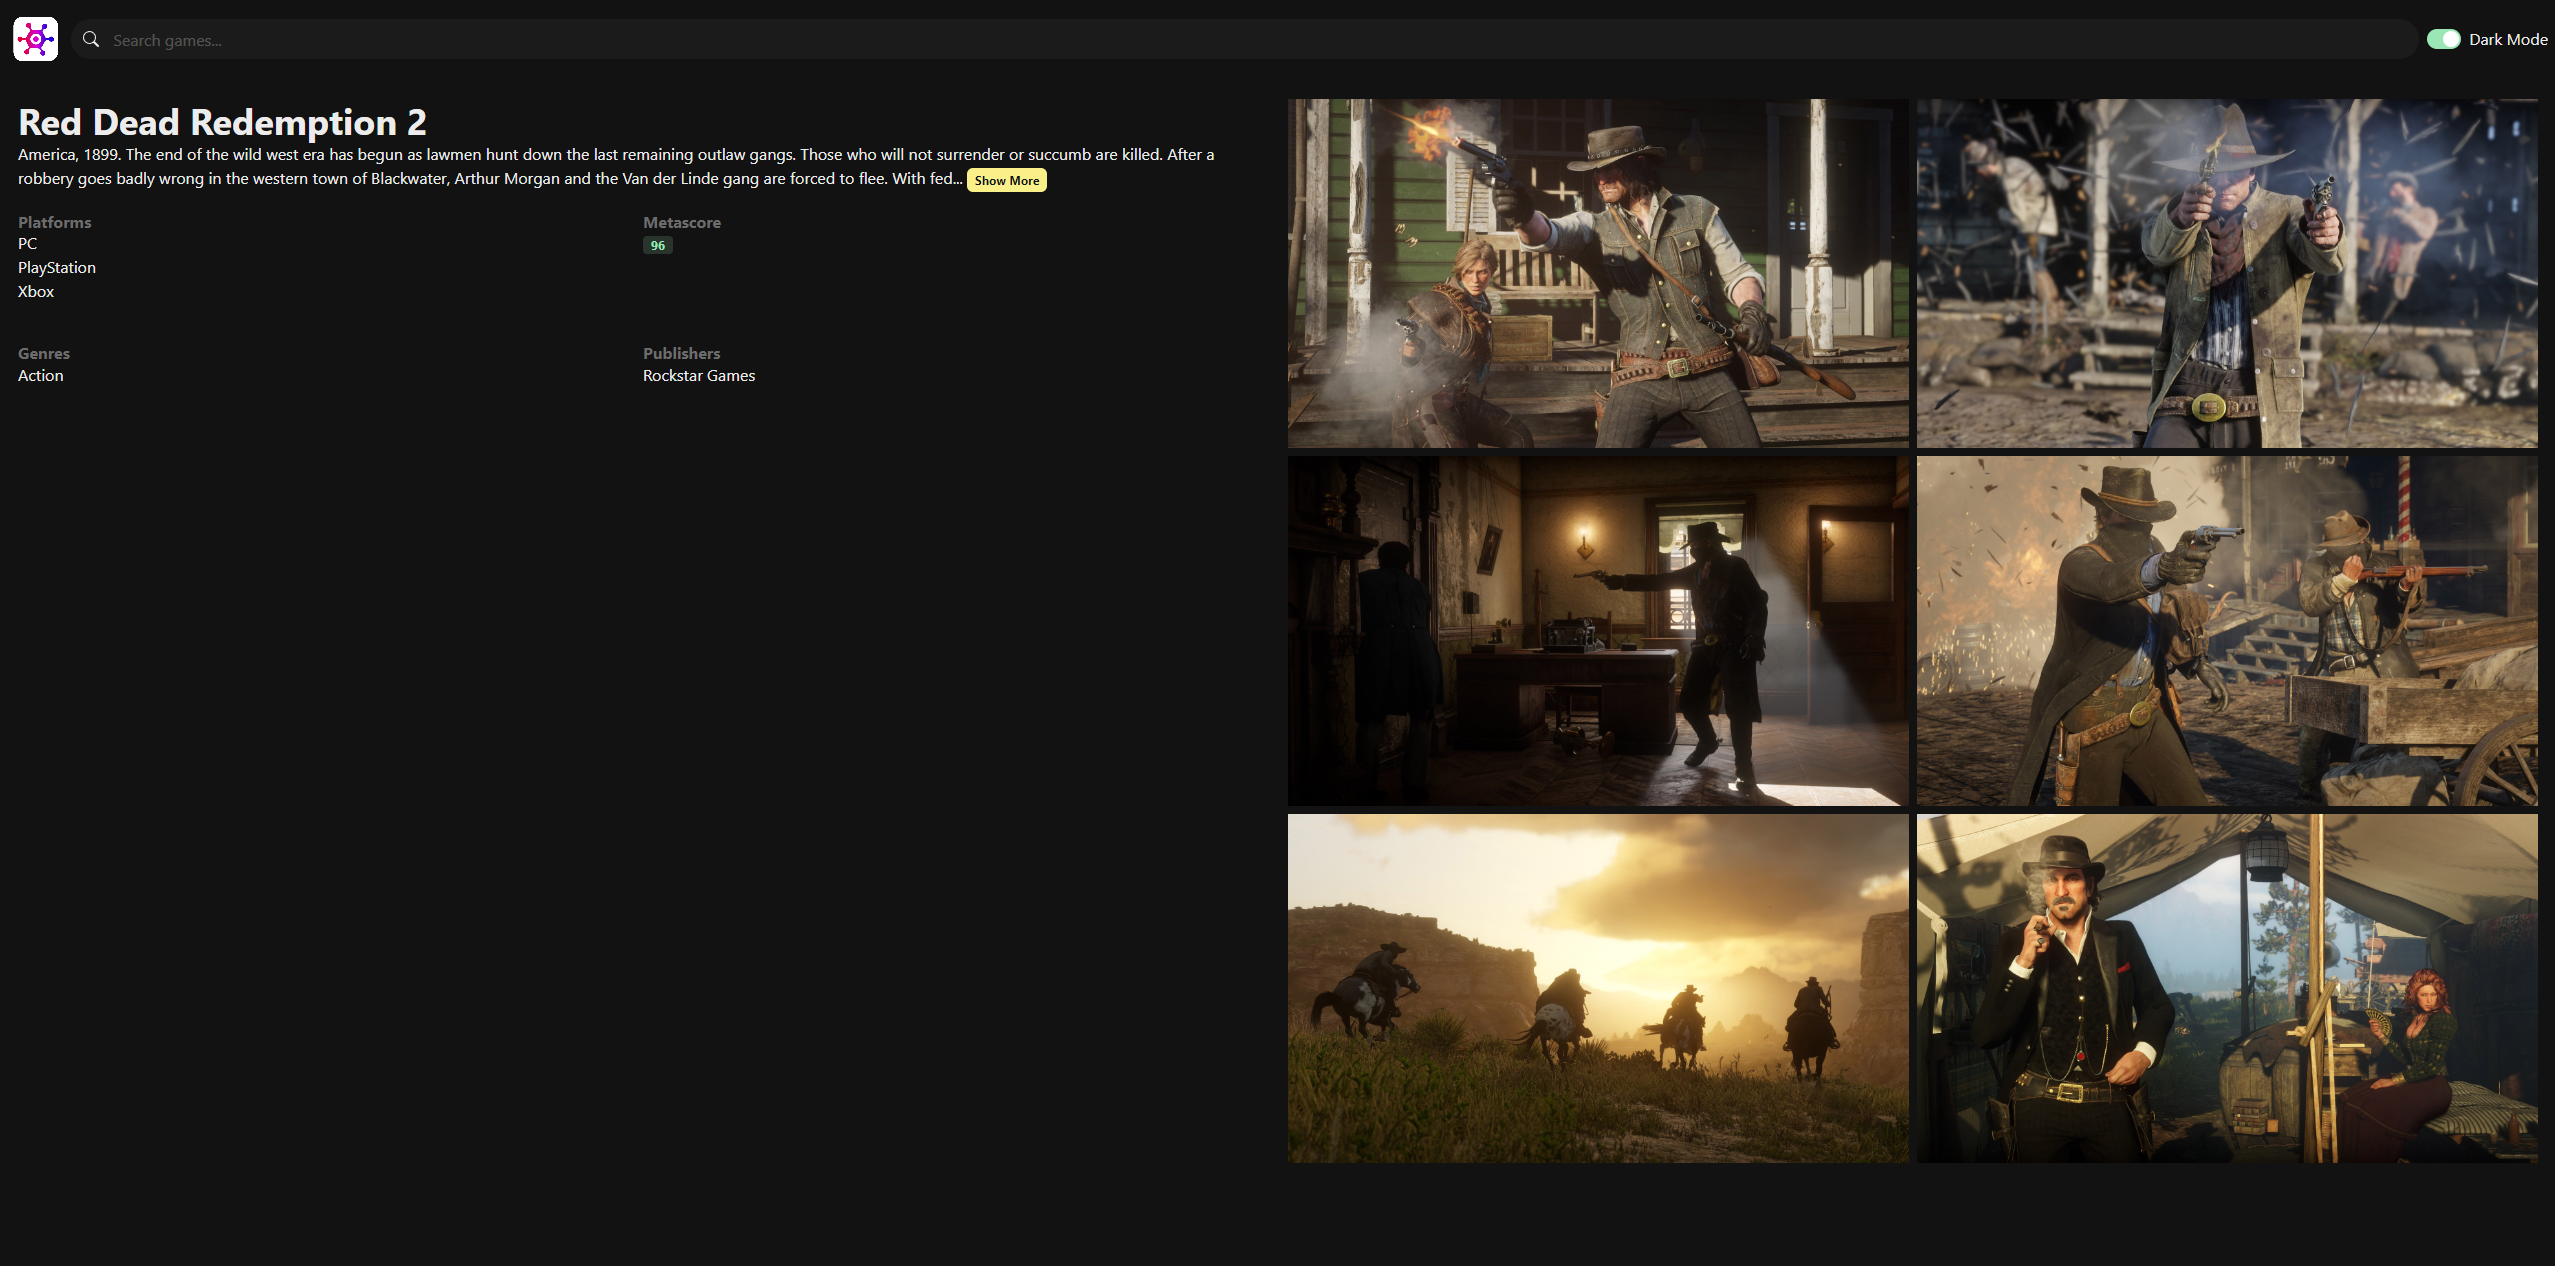 Search games...
Dark Mode
Red Dead Redemption 2
America, 1899. The end of the wild west era has begun as lawmen hunt down the last remaining outlaw gangs. Those who will not surrender or succumb are killed. After a
robbery goes badly wrong in the western town of Blackwater, Arthur Morgan and the Van der Linde gang are forced to flee. With fed... Show More
Platforms
PC
PlayStation
Xbox
Metascore
96
Genres
Action
Publishers
Rockstar Games